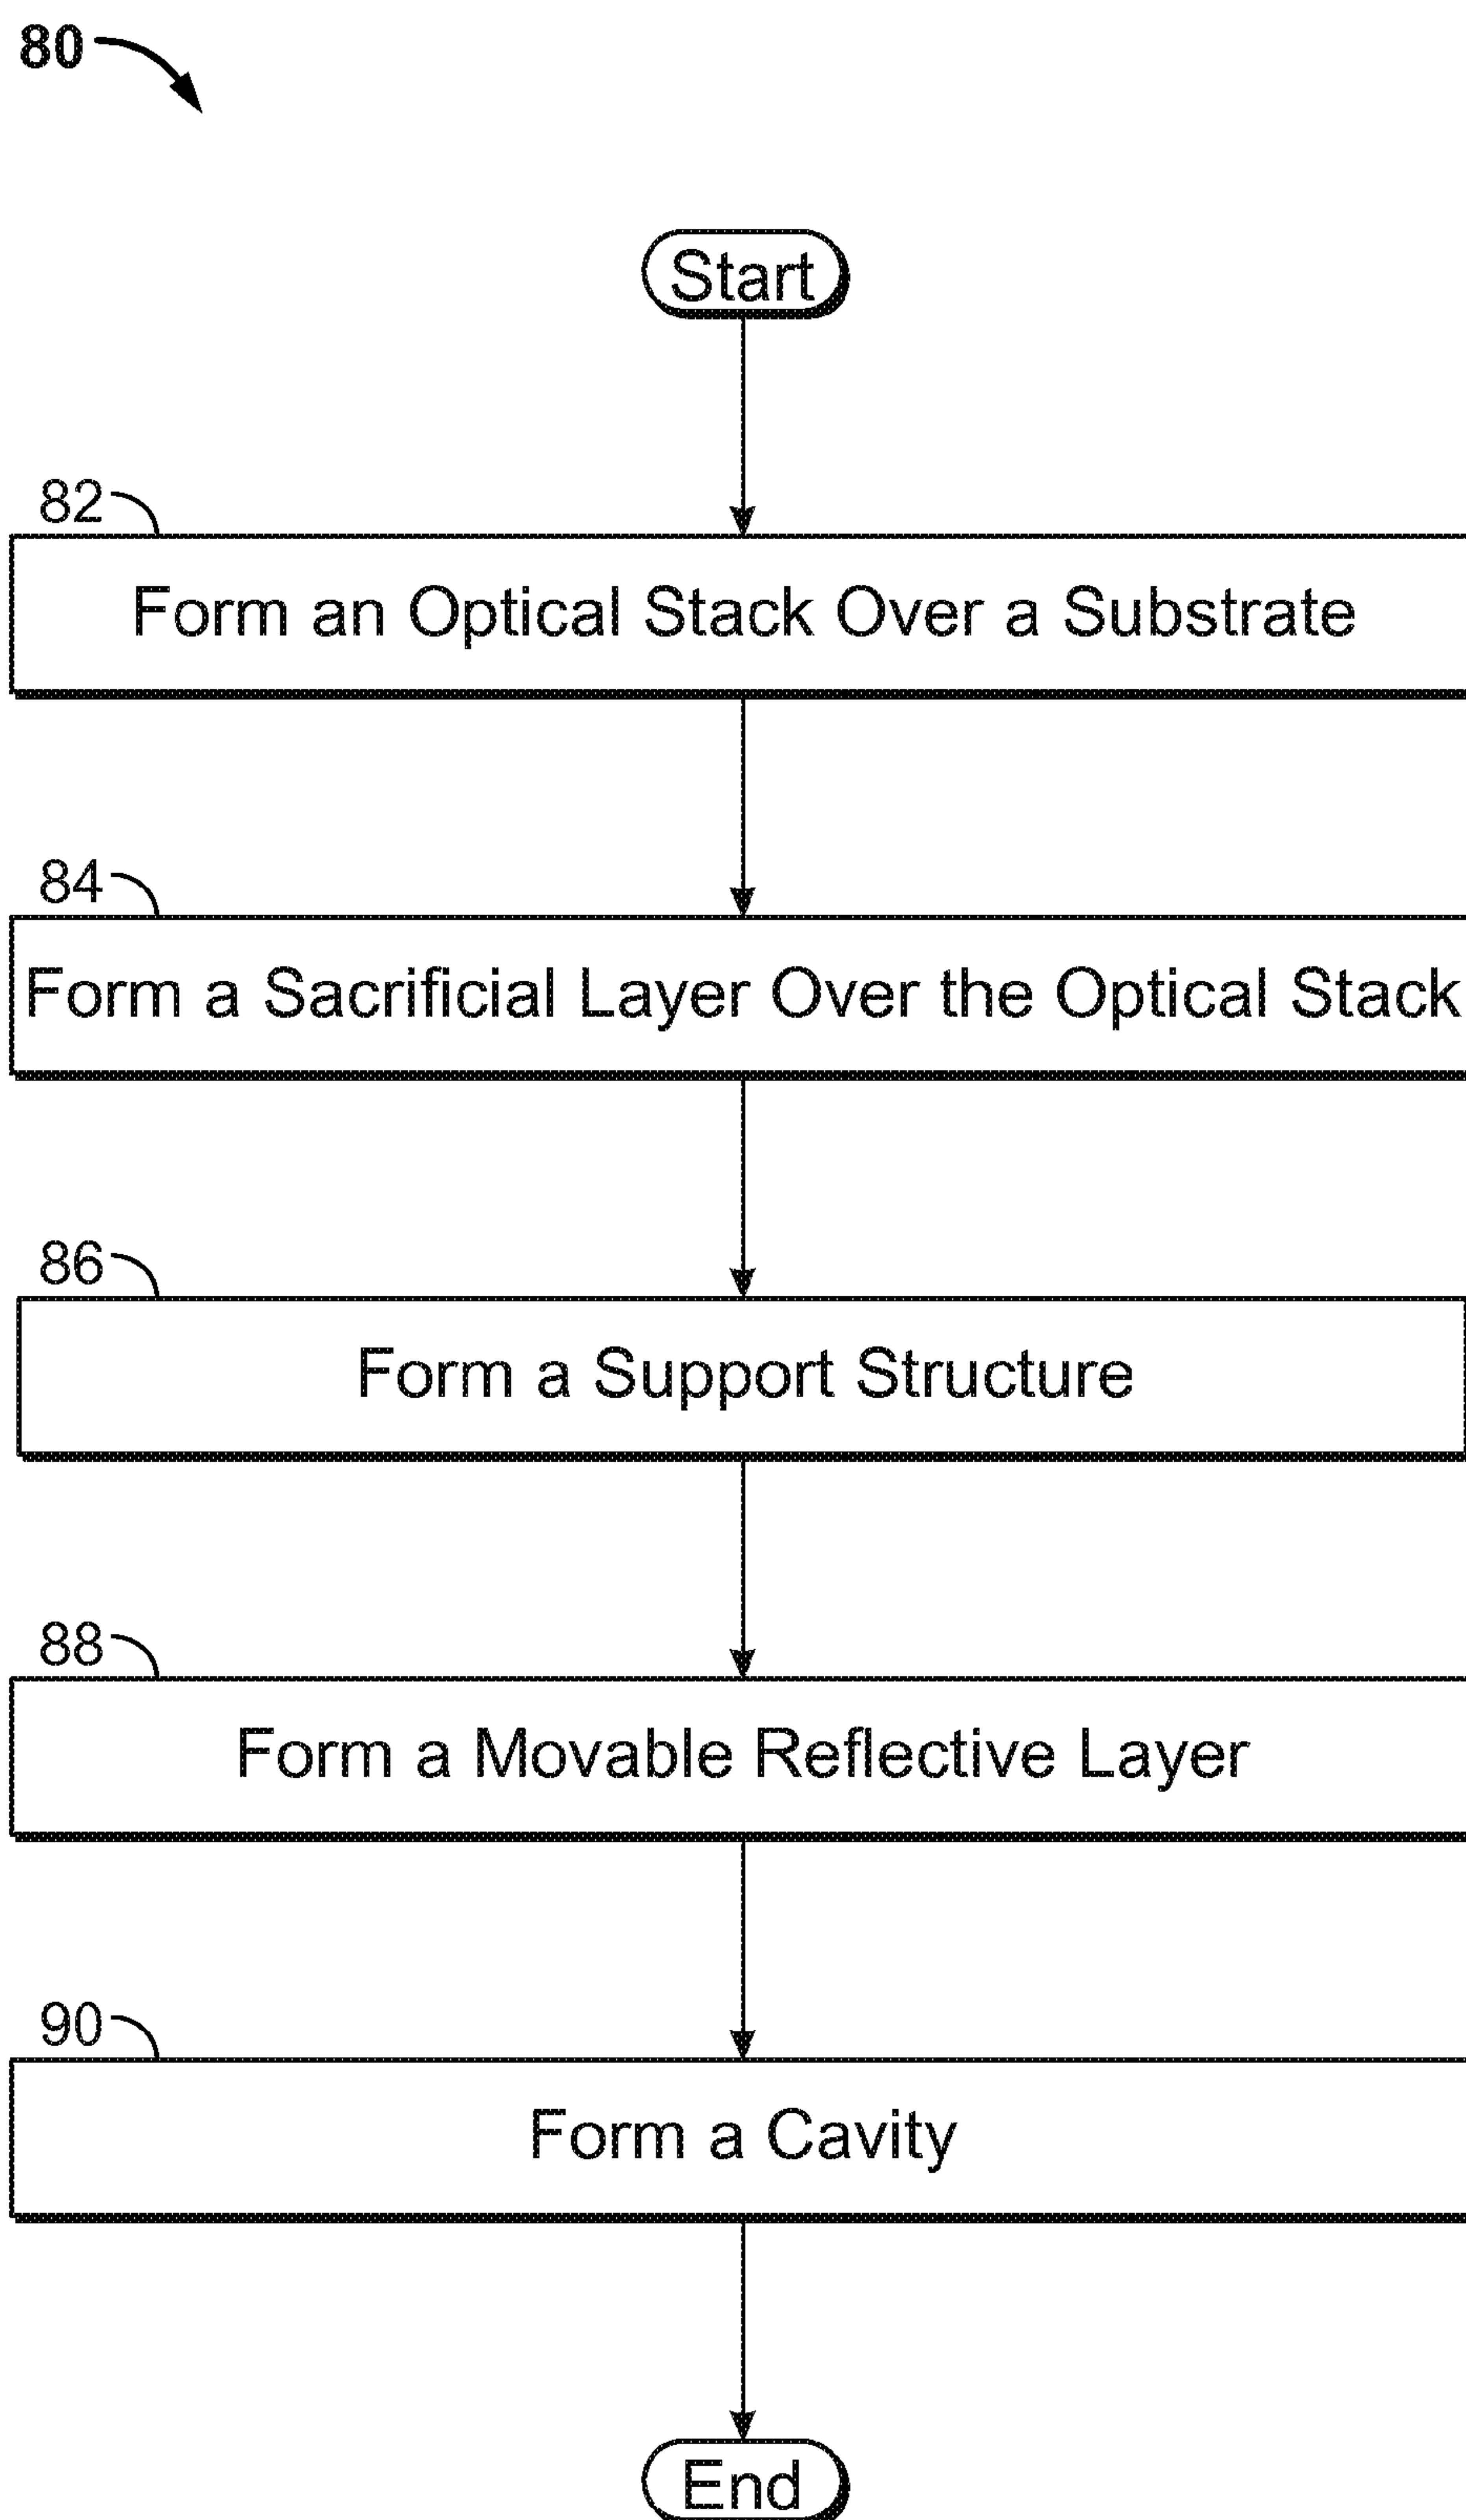 80
Start
82
Form an Optical Stack Over a Substrate
84
Form a Sacrificial Layer Over the Optical Stack
86
Form a Support Structure
88
Form a Movable Reflective Layer
90
Form a Cavity
End